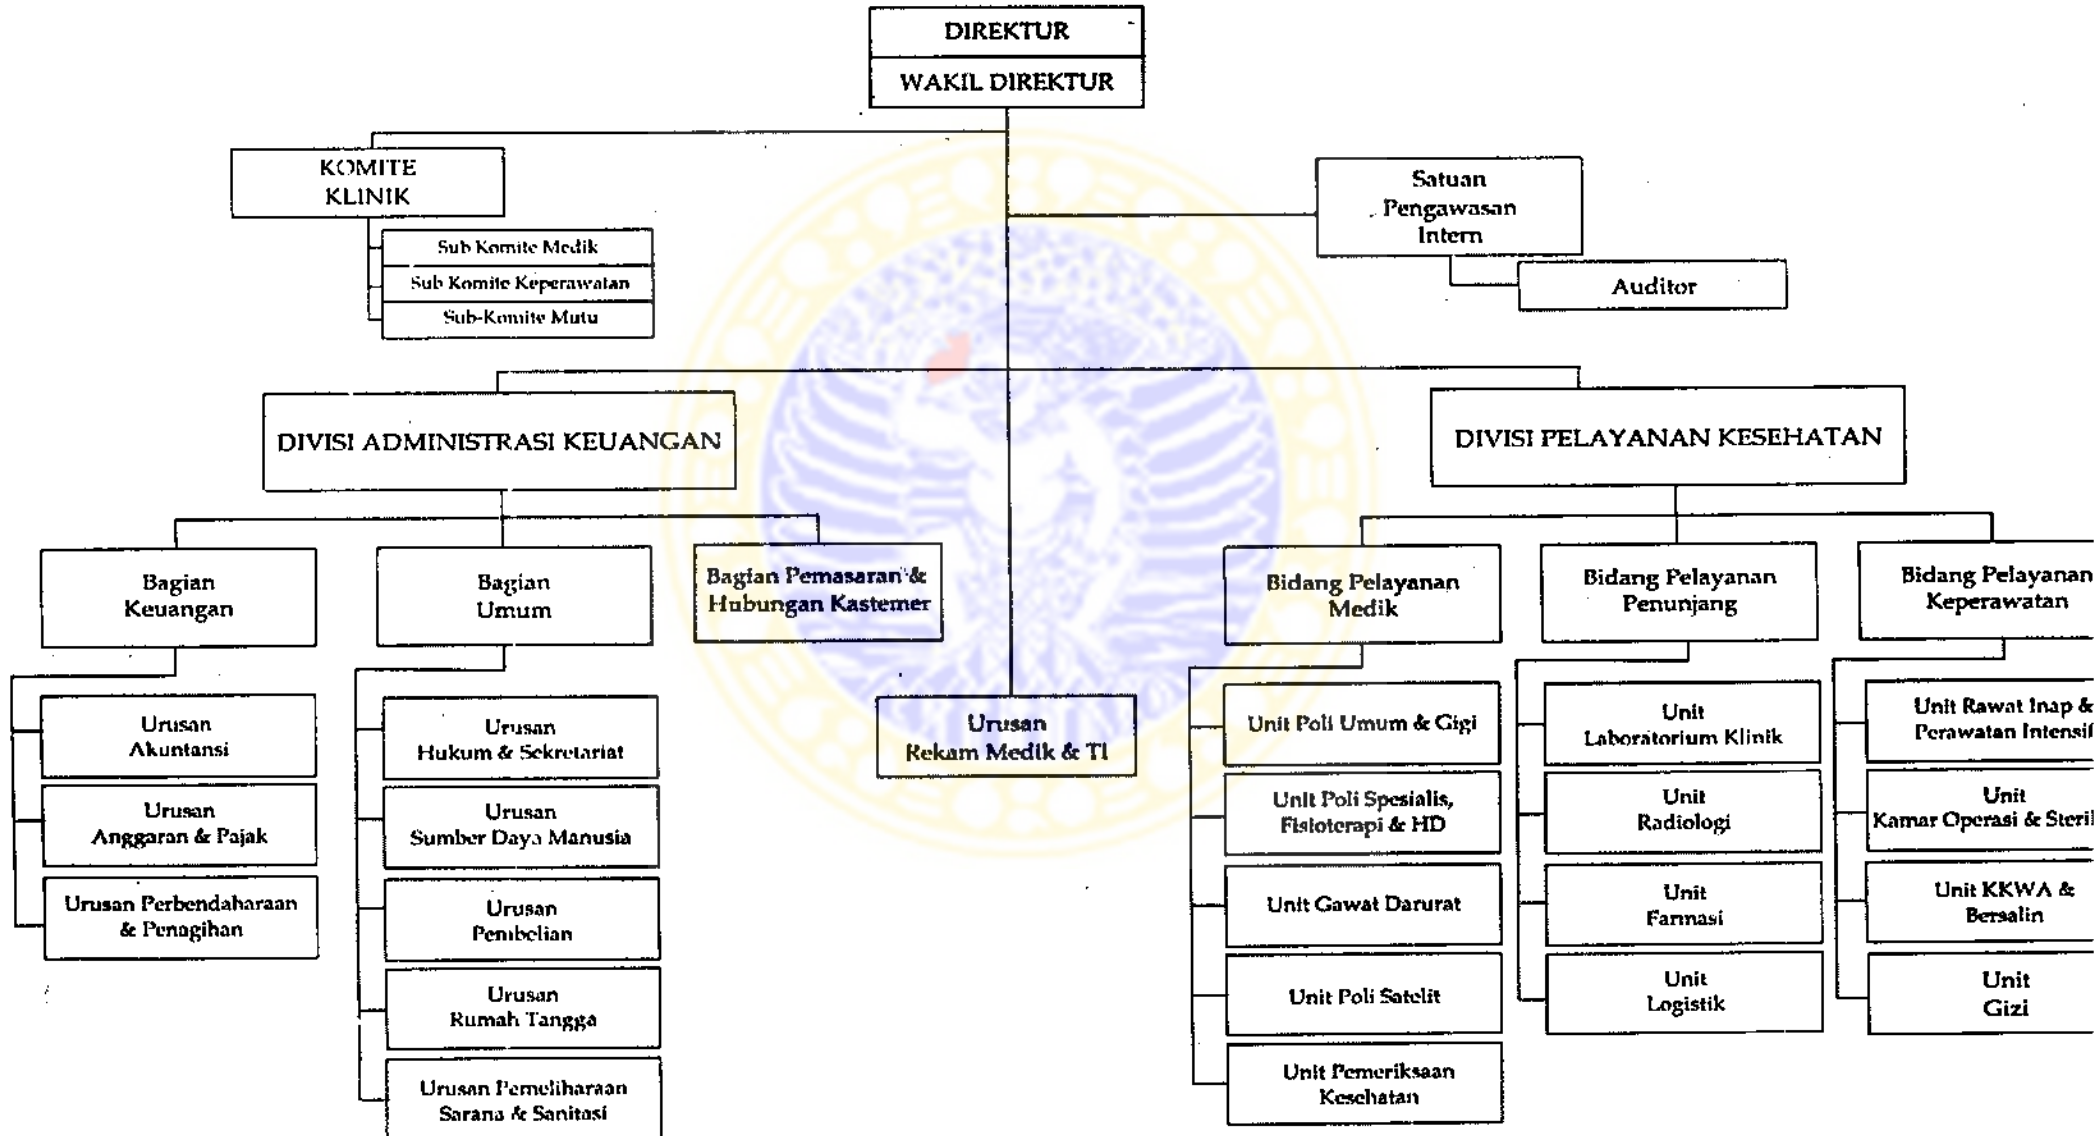 DIREKTUR
WAKIL DIREKTUR
KOMITE
KLINIK
Sub Komite Medik
Sub Komite Keperawatan
Sub-Komite Mutu
Satuan
Pengawasan
Intern
Auditor
DIVISI ADMINISTRASI KEUANGAN
DIVISI PELAYANAN KESEHATAN
Bagian
Keuangan
Bagian
Umum
Bagian Pemasaran &
Hubungan Kastemer
Bidang Pelayanan
Medik
Bidang Pelayanan
Penunjang
Bidang Pelayanan
Keperawatan
Urusan
Akuntansi
Urusan
Anggaran & Pajak
Urusan Perbendaharaan
& Penagihan
Urusan
Hukum & Sekretariat
Urusan
Sumber Daya Manusia
Urusan
Pembelian
Urusan
Rumah Tangga
Urusan Pemeliharaan
Sarana & Sanitasi
Urusan
Rekam Medik & TI
Unit Poli Umum & Gigi
Unit Poli Spesialis,
Fisioterapi & HD
Unit Gawat Darurat
Unit Poli Satelit
Unit Pemeriksaan
Kesehatan
Unit
Laboratorium Klinik
Unit
Radiologi
Unit
Farmasi
Unit
Logistik
Unit Rawat Inap &
Perawatan Intensif
Unit
Kamar Operasi & Steril
Unit KKWA &
Bersalin
Unit
Gizi